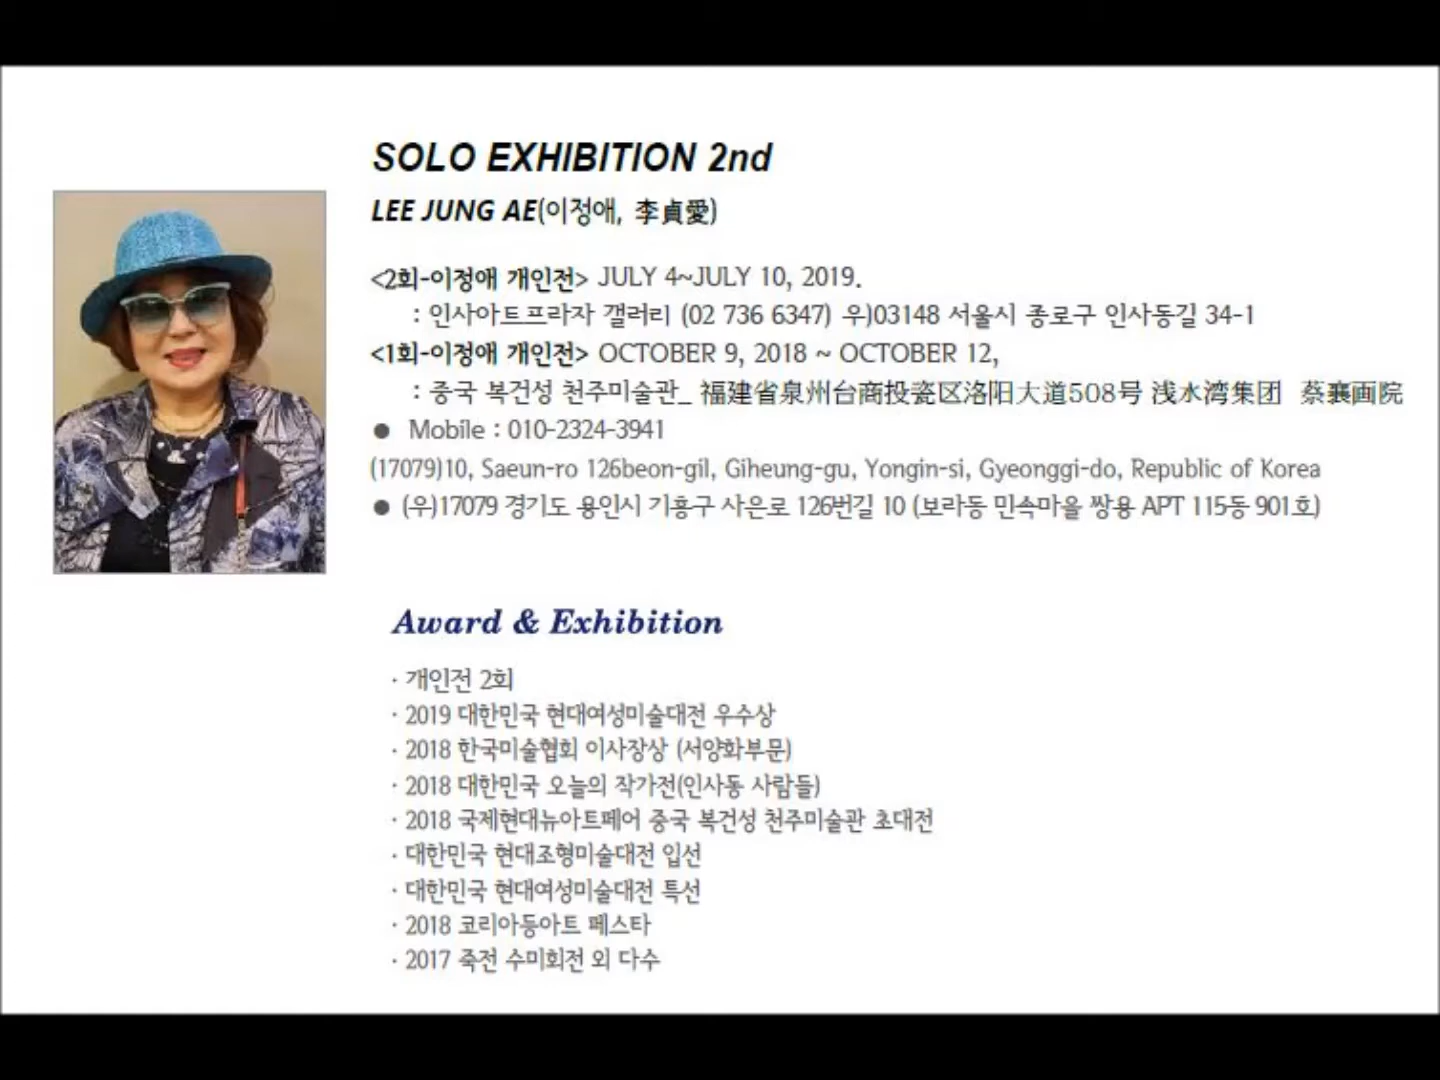 SOLO EXHIBITION 2nd
LEE JUNG AE(이정애, 李貞愛)
<2회-이정애 개인전> JULY 4~JULY 10, 2019.
: 인사아트프라자 갤러리 (02 736 6347) 우)03148 서울시 종로구 인사동길 34-1
<1회-이정애 개인전> OCTOBER 9, 2018 ~ OCTOBER 12,
: 중국 복건성 천주미술관_ 福建省泉州台商投瓷区洛阳大道508号 浅水湾集团 蔡襄画院
● Mobile : 010-2324-3941
(17079)10, Saeun-ro 126beon-gil, Giheung-gu, Yongin-si, Gyeonggi-do, Republic of Korea
● (우)17079 경기도 용인시 기흥구 사은로 126번길 10 (보라동 민속마을 쌍용 APT 115동 901호)
Award & Exhibition
· 개인전 2회
· 2019 대한민국 현대여성미술대전 우수상
· 2018 한국미술협회 이사장상 (서양화부문)
· 2018 대한민국 오늘의 작가전(인사동 사람들)
· 2018 국제현대뉴아트페어 중국 복건성 천주미술관 초대전
· 대한민국 현대조형미술대전 입선
· 대한민국 현대여성미술대전 특선
· 2018 코리아등아트 페스타
· 2017 죽전 수미회전 외 다수